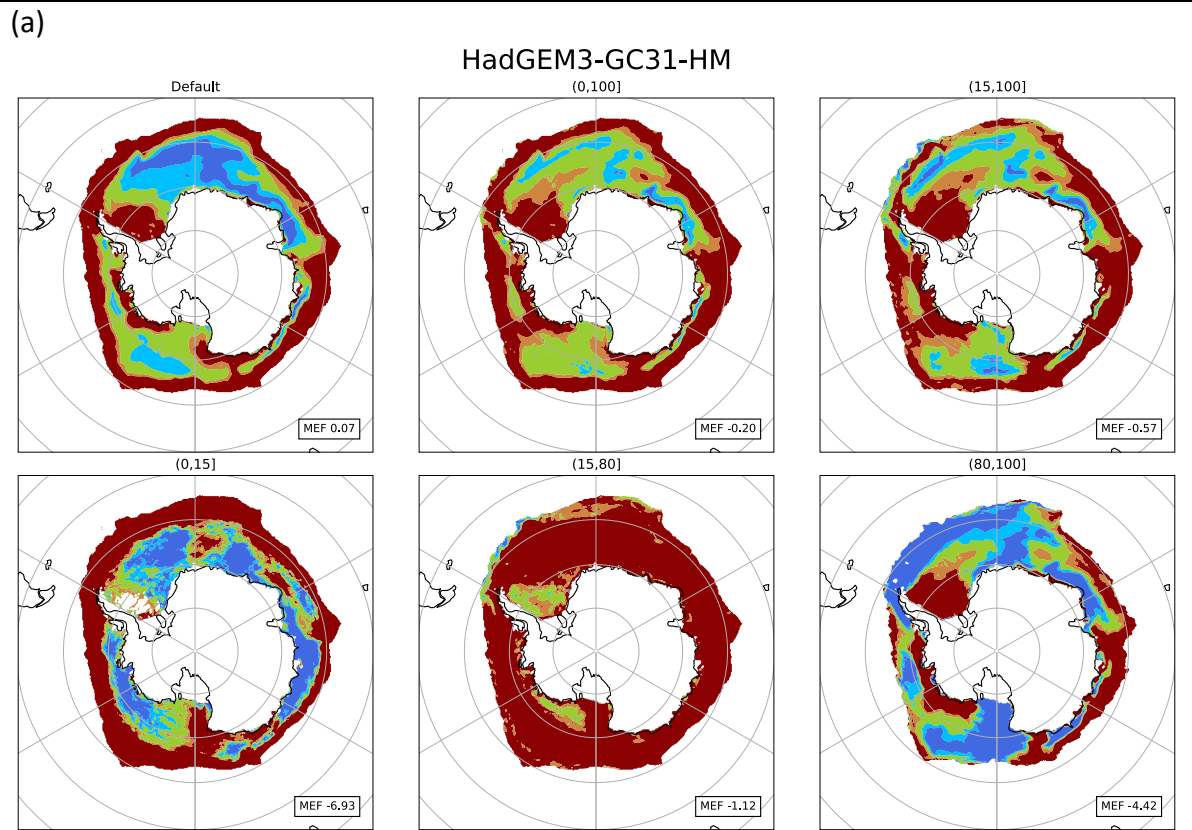 (a)
HadGEM3-GC31-HM
Default
(0,100]
(15,100]
MEF 0.07
MEF -0.20
MEF -0.57
(0,15]
(15,80]
(80,100]
MEF -6.93
MEF -1.12
MEF -4.42